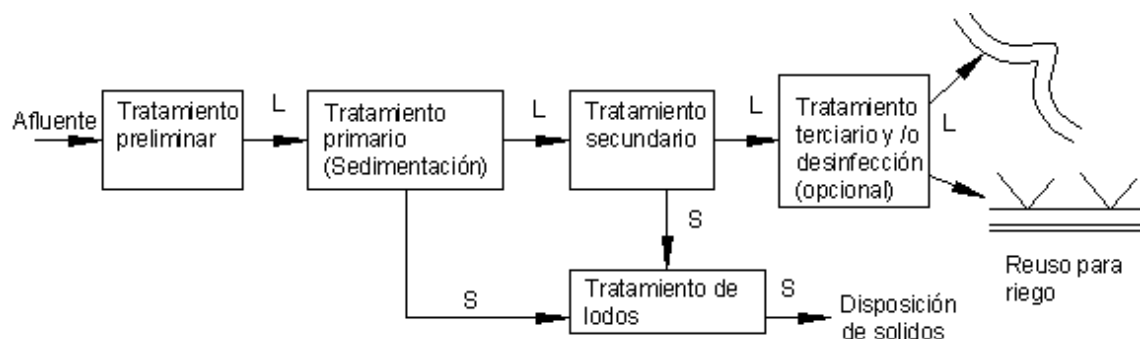 Afluente
Tratamiento
preliminar
L
Tratamiento
primario
(Sedimentación)
L
Tratamiento
secundario
L
Tratamiento
terciario y /o
desinfección
(opcional)
L
S
S
Tratamiento de
lodos
S
Disposición
de solidos
Reuso para
riego